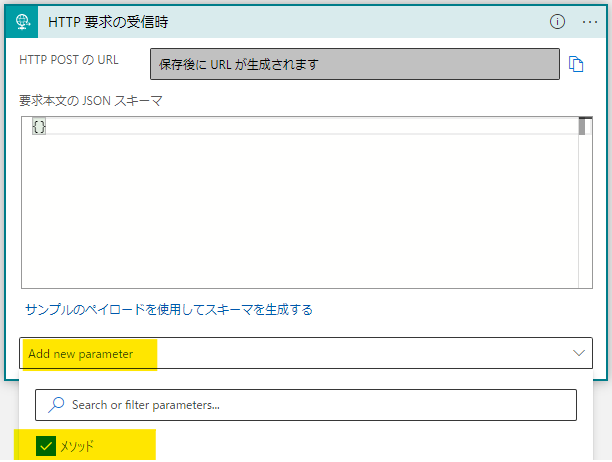 HTTP 要求の受信時
HTTP POST の URL
保存後に URL が生成されます
要求本文の JSON スキーマ
{}
サンプルのペイロードを使用してスキーマを生成する
Add new parameter
Search or filter parameters...
メソッド